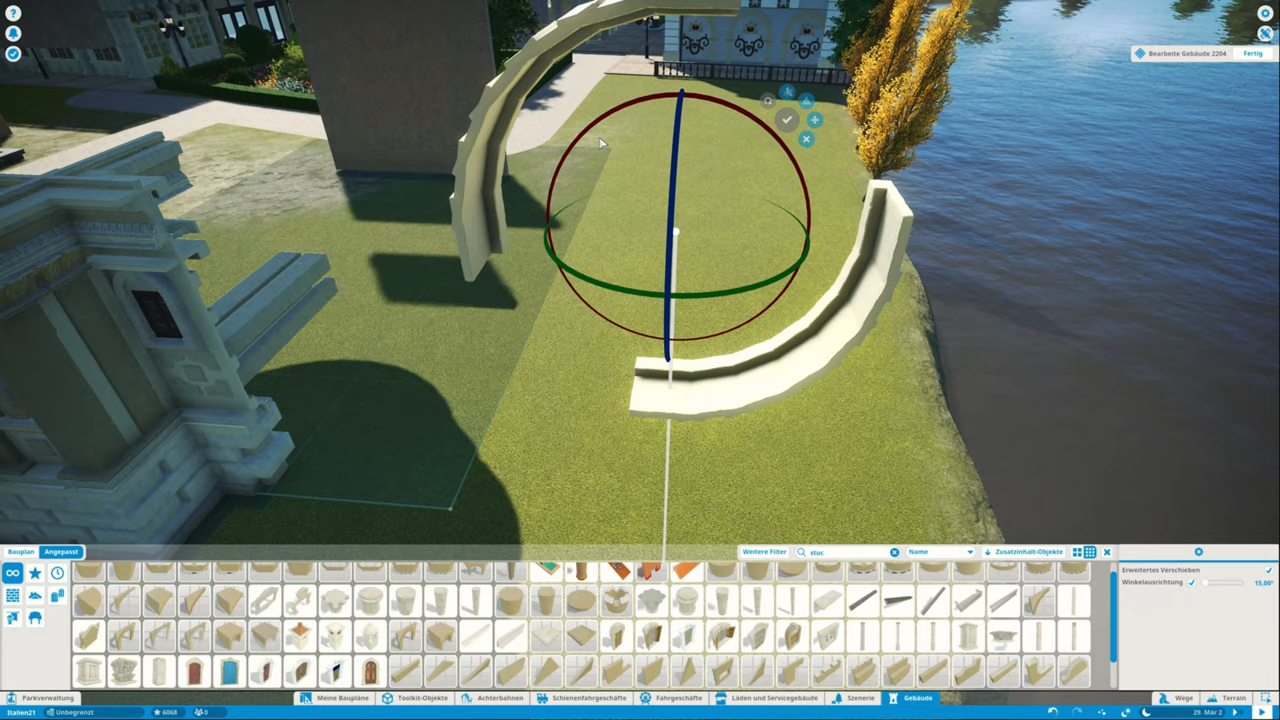 ?
Bearbeite Gebäude 2204 Fertig
Bauplan Angepasst Weitere Filter stuc Name Zusatzinhalt-Objekte
Erweitertes Verschieben
Winkelausrichtung 15,00°
Parkverwaltung Meine Baupläne Toolkit-Objekte Achterbahnen Schienenfahrgeschäfte Fahrgeschäfte Läden und Servicegebäude Szenerie Gebäude Wege Terrain
Italien21 Unbegrenzt 6068 0 29. Mär 2